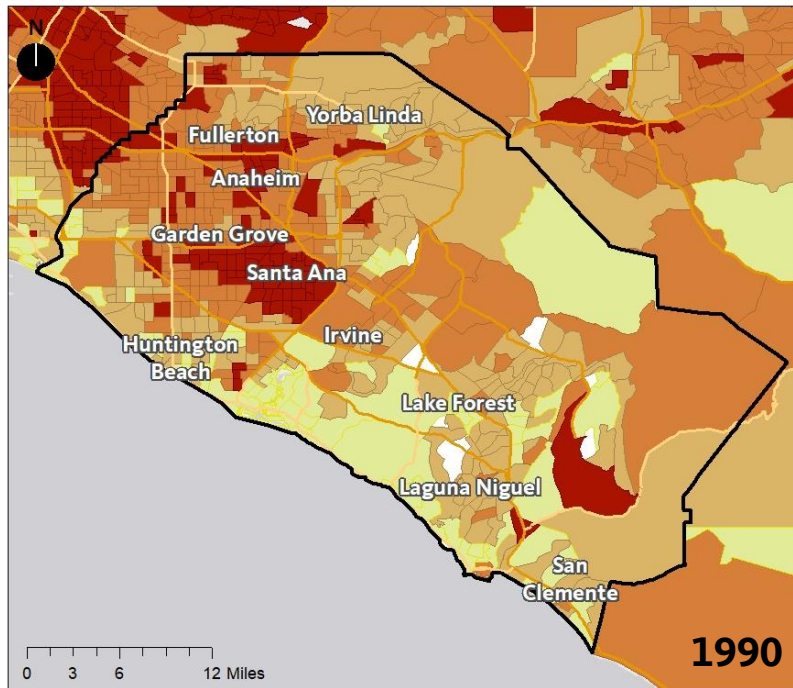 N
Yorba Linda
Fullerton
Anaheim
Garden Grove
Santa Ana
Huntington
Beach
Irvine
Lake Forest
Laguna Niguel
San
Clemente
0 3 6 12 Miles
1990